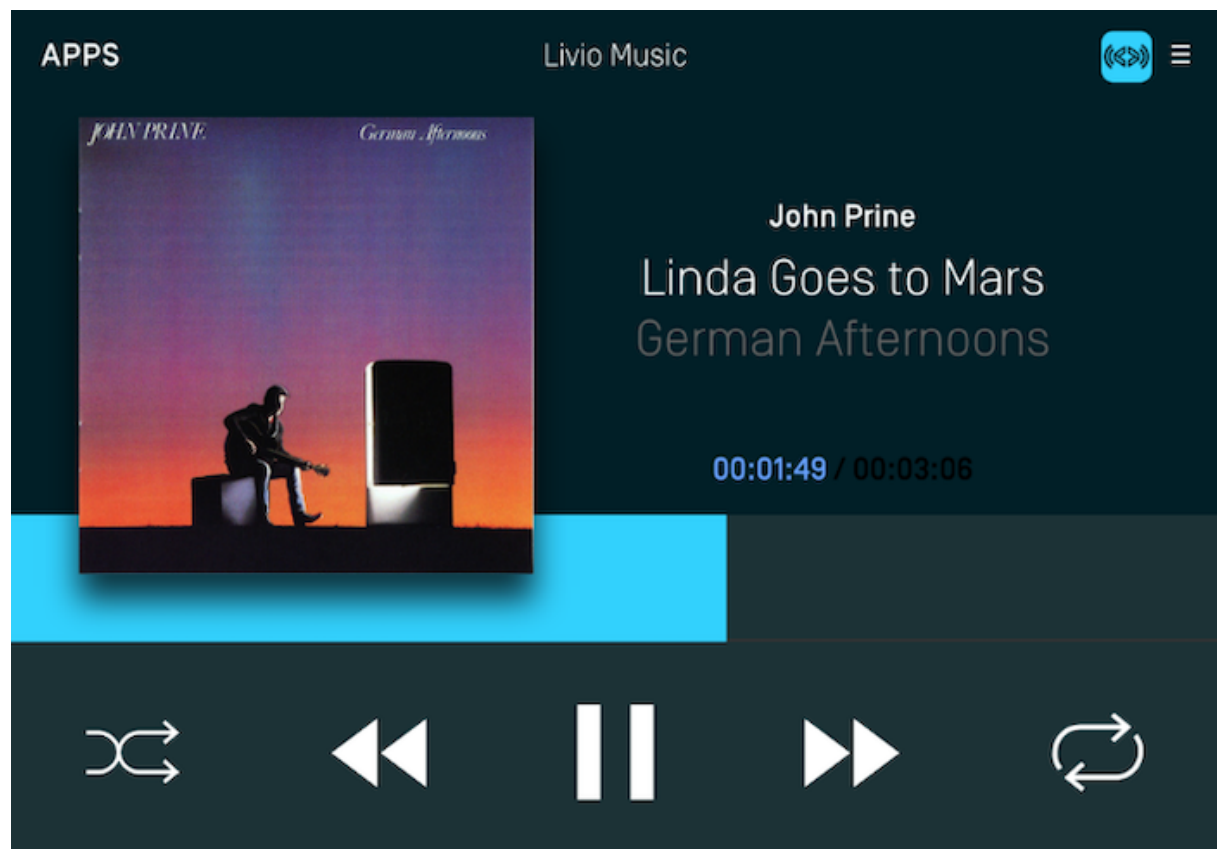 APPS
Livio Music
JOHN PRINE
German Afternoons
John Prine
Linda Goes to Mars
German Afternoons
00:01:49 / 00:03:06